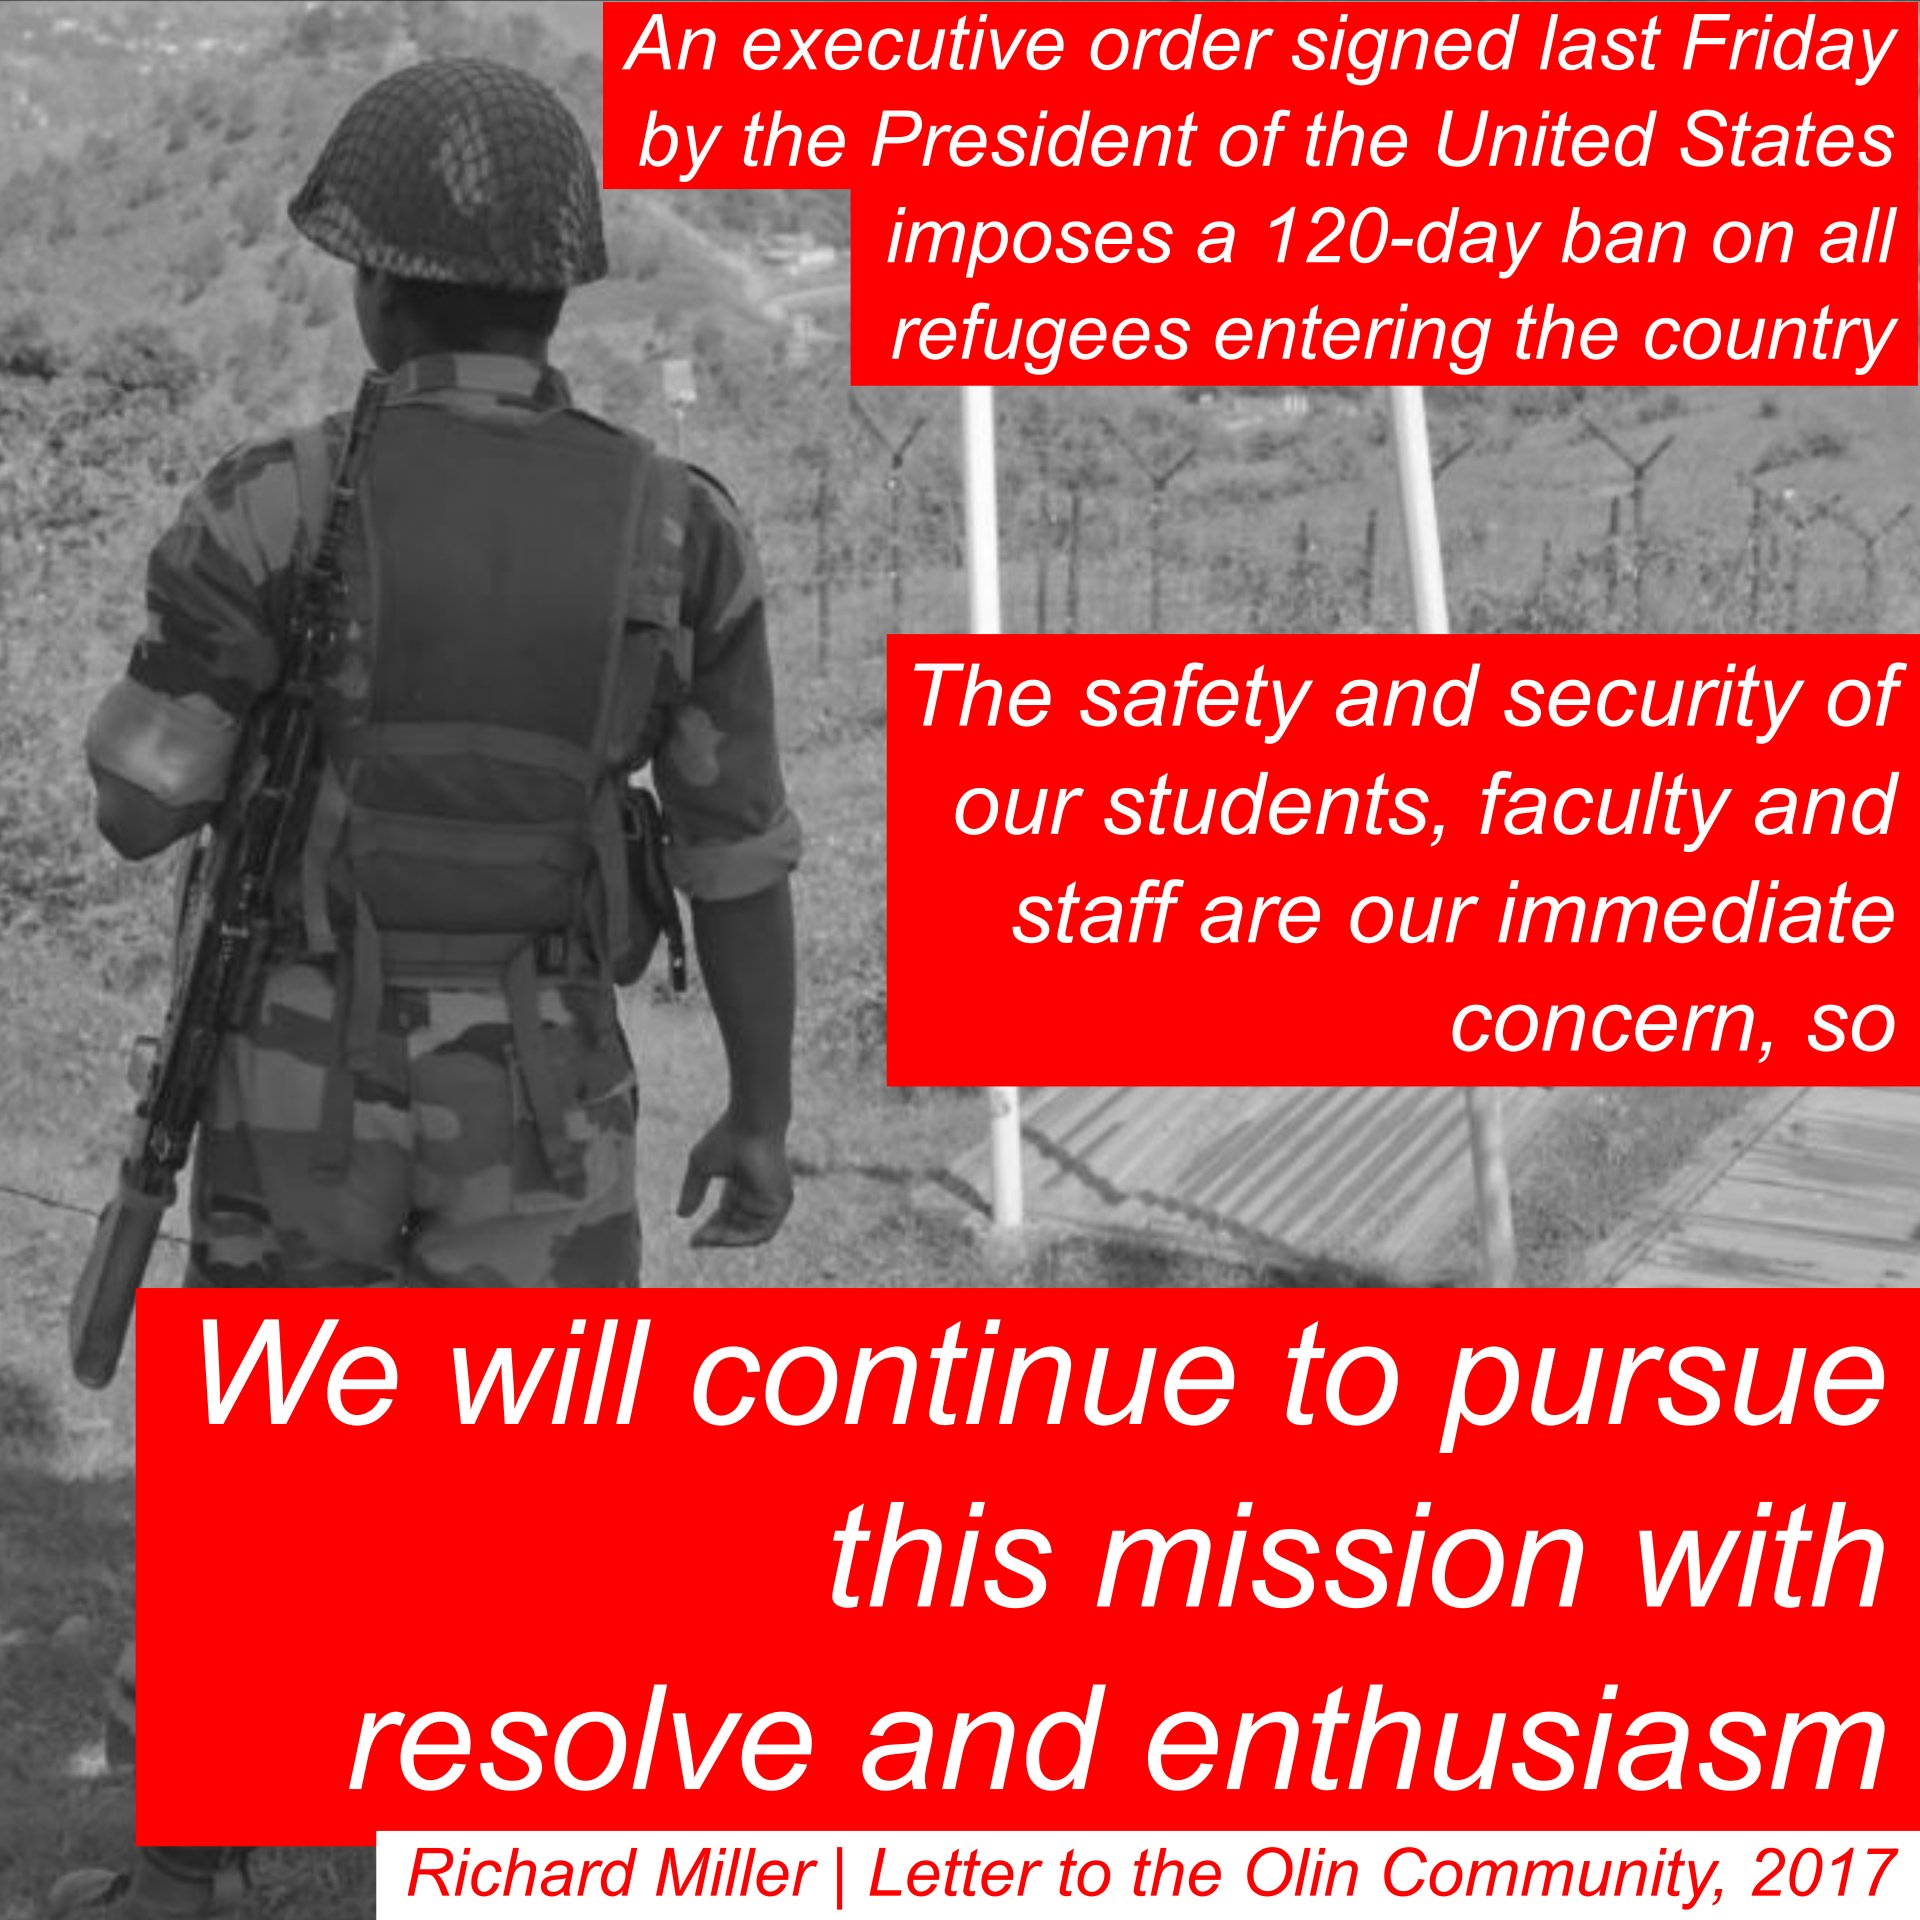 An executive order signed last Friday
by the President of the United States
imposes a 120-day ban on all
refugees entering the country
The safety and security of
our students, faculty and
staff are our immediate
concern, so
We will continue to pursue
this mission with
resolve and enthusiasm
Richard Miller | Letter to the Olin Community, 2017